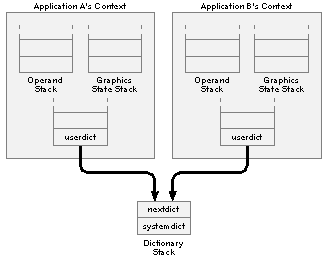 Application A's Context
Application B's Context
Operand
Stack
Graphics
State Stack
Operand
Stack
Graphics
State Stack
userdict
userdict
nextdict
systemdict
Dictionary
Stack